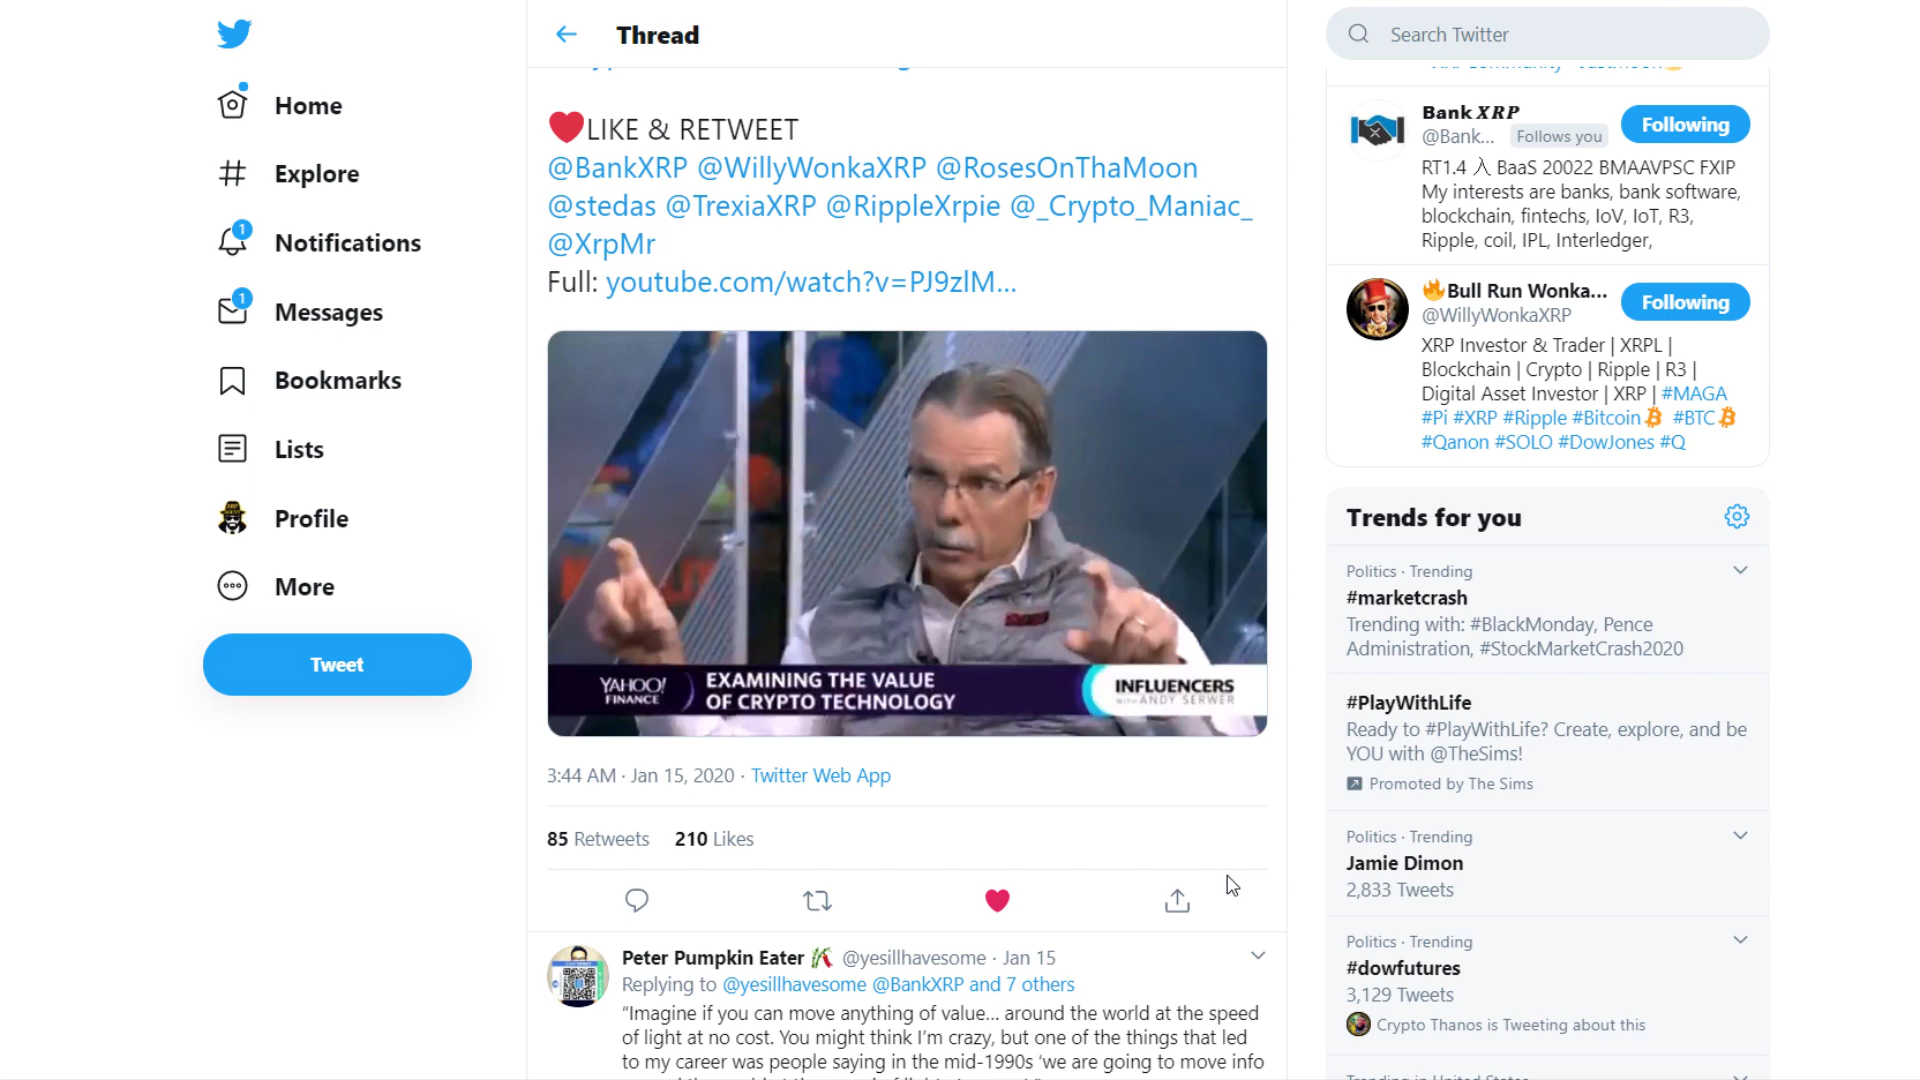 Home
Explore
1
Notifications
1
Messages
Bookmarks
Lists
Profile
More
Tweet
Thread
LIKE & RETWEET
@BankXRP @WillyWonkaXRP @RosesOnThaMoon
@stedas @TrexiaXRP @RippleXrpie @_Crypto_Maniac_
@XrpMr
Full: youtube.com/watch?v=PJ9zlM...
YAHOO!
FINANCE
EXAMINING THE VALUE
OF CRYPTO TECHNOLOGY
INFLUENCERS
WITH ANDY SERWER
3:44 AM · Jan 15, 2020 · Twitter Web App
85 Retweets 210 Likes
Peter Pumpkin Eater @yesillhavesome · Jan 15
Replying to @yesillhavesome @BankXRP and 7 others
“Imagine if you can move anything of value... around the world at the speed
of light at no cost. You might think I’m crazy, but one of the things that led
to my career was people saying in the mid-1990s ‘we are going to move info
Search Twitter
Bank XRP
@Bank... Follows you
Following
RT1.4 入 BaaS 20022 BMAAVPSC FXIP
My interests are banks, bank software,
blockchain, fintechs, IoV, IoT, R3,
Ripple, coil, IPL, Interledger,
Bull Run Wonka...
@WillyWonkaXRP
Following
XRP Investor & Trader | XRPL |
Blockchain | Crypto | Ripple | R3 |
Digital Asset Investor | XRP | #MAGA
#Pi #XRP #Ripple #Bitcoin #BTC
#Qanon #SOLO #DowJones #Q
Trends for you
Politics · Trending
#marketcrash
Trending with: #BlackMonday, Pence
Administration, #StockMarketCrash2020
#PlayWithLife
Ready to #PlayWithLife? Create, explore, and be
YOU with @TheSims!
Promoted by The Sims
Politics · Trending
Jamie Dimon
2,833 Tweets
Politics · Trending
#dowfutures
3,129 Tweets
Crypto Thanos is Tweeting about this
Trending in United States